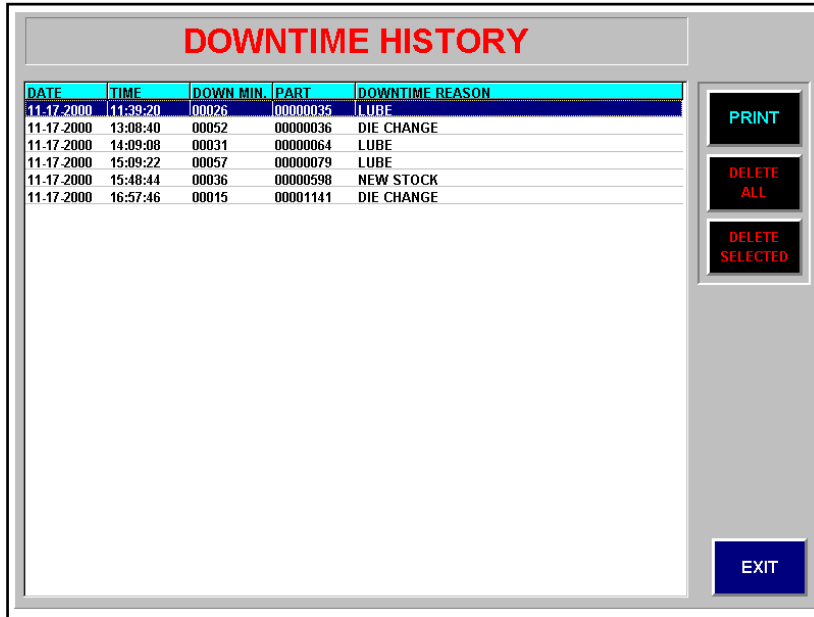 DOWNTIME HISTORY
DATE TIME DOWN MIN. PART DOWNTIME REASON
11-17-2000 11:39:20 00026 00000035 LUBE
11-17-2000 13:08:40 00052 00000036 DIE CHANGE
11-17-2000 14:09:08 00031 00000064 LUBE
11-17-2000 15:09:22 00057 00000079 LUBE
11-17-2000 15:48:44 00036 00000598 NEW STOCK
11-17-2000 16:57:46 00015 00001141 DIE CHANGE
PRINT
DELETE
ALL
DELETE
SELECTED
EXIT